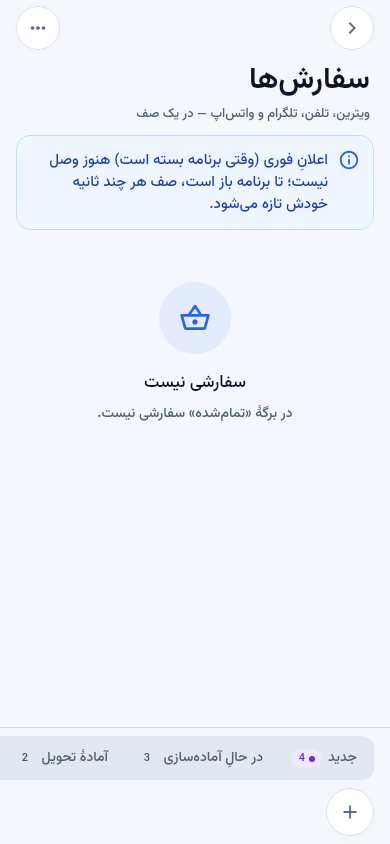 سفارش‌ها
ویترین، تلفن، تلگرام و واتس‌اپ — در یک صف
اعلانِ فوری (وقتی برنامه بسته است) هنوز وصل
نیست؛ تا برنامه باز است، صف هر چند ثانیه
خودش تازه می‌شود.
سفارشی نیست
در برگهٔ «تمام‌شده» سفارشی نیست.
جدید 4 در حالِ آماده‌سازی 3 آمادهٔ تحویل 2